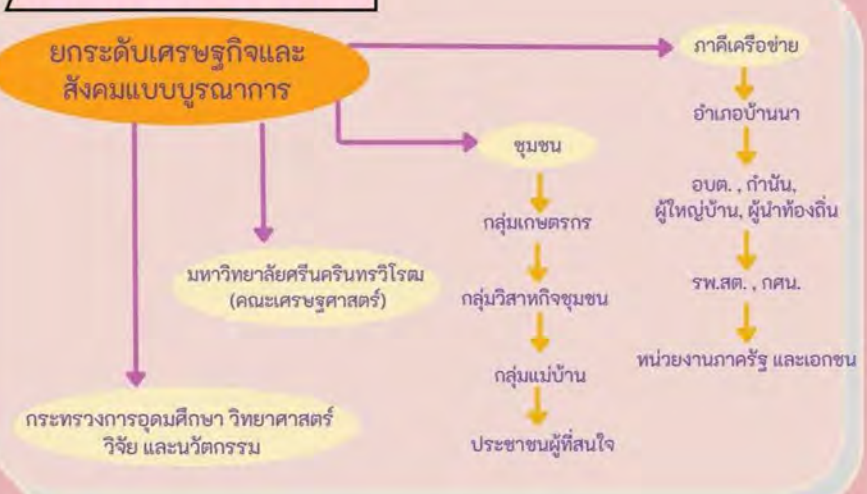 ยกระดับเศรษฐกิจและ
สังคมแบบบูรณาการ
ภาคีเครือข่าย
อำเภอบ้านนา
อบต. , กำนัน,
ผู้ใหญ่บ้าน, ผู้นำท้องถิ่น
รพ.สต. , กศน.
หน่วยงานภาครัฐ และเอกชน
ชุมชน
กลุ่มเกษตรกร
กลุ่มวิสาหกิจชุมชน
กลุ่มแม่บ้าน
ประชาชนผู้ที่สนใจ
มหาวิทยาลัยศรีนครินทรวิโรฒ
(คณะเศรษฐศาสตร์)
กระทรวงการอุดมศึกษา วิทยาศาสตร์
วิจัย และนวัตกรรม